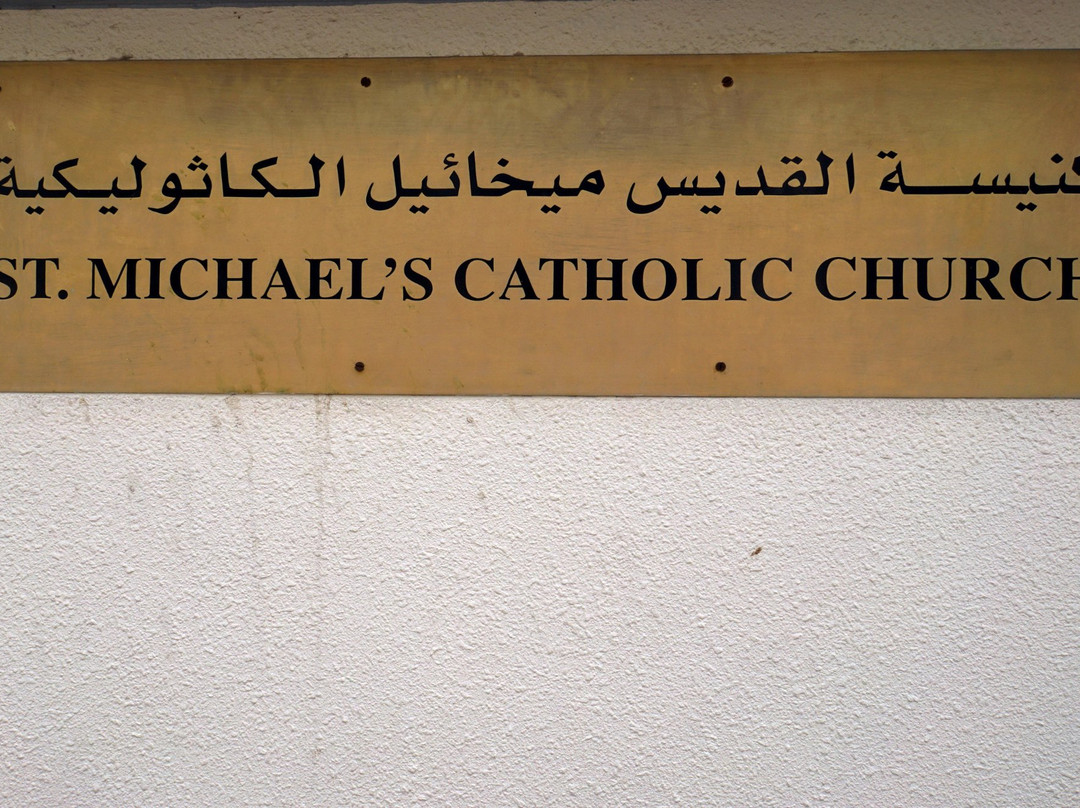 كنيسة القديس ميخائيل الكاثوليكية
ST. MICHAEL’S CATHOLIC CHURCH